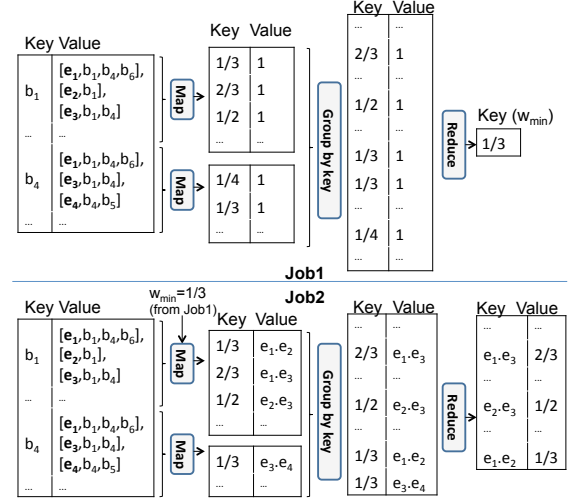 Key Value
b1
[e1,b1,b4,b6],
[e2,b1],
[e3,b1,b4]
... ...
b4
[e1,b1,b4,b6],
[e3,b1,b4],
[e4,b4,b5]
... ...
Map
Map
Key Value
1/3 1
2/3 1
1/2 1
... ...
1/4 1
1/3 1
... ...
Group by key
Key Value
... ...
2/3 1
... ...
1/2 1
... ...
1/3 1
1/3 1
... ...
1/4 1
... ...
Reduce
Key (wmin)
1/3
Job1
Job2
Key Value
b1
[e1,b1,b4,b6],
[e2,b1],
[e3,b1,b4]
... ...
b4
[e1,b1,b4,b6],
[e3,b1,b4],
[e4,b4,b5]
... ...
wmin=1/3
(from Job1)
Map
Map
Key Value
1/3 e1.e2
2/3 e1.e3
1/2 e2.e3
... ...
1/3 e3.e4
... ...
Group by key
Key Value
... ...
2/3 e1.e3
... ...
1/2 e2.e3
... ...
1/3 e1.e2
1/3 e3.e4
Reduce
Key Value
... ...
e1.e3 2/3
... ...
e2.e3 1/2
... ...
e1.e2 1/3